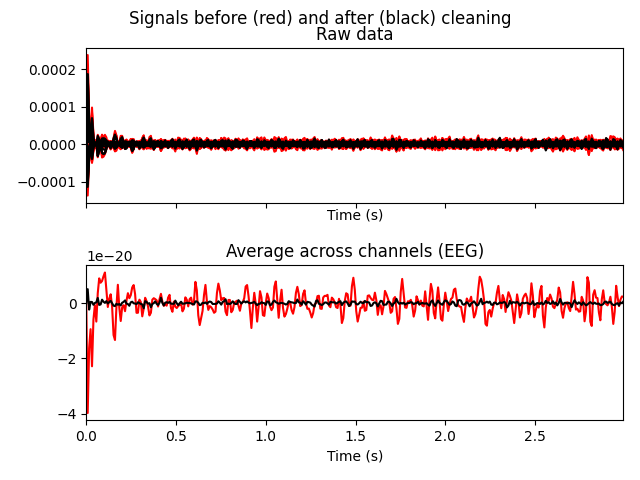 Signals before (red) and after (black) cleaning
Raw data
0.0002
0.0001
0.0000
−0.0001
Time (s)
1e−20
Average across channels (EEG)
0
−2
−4
0.0 0.5 1.0 1.5 2.0 2.5
Time (s)